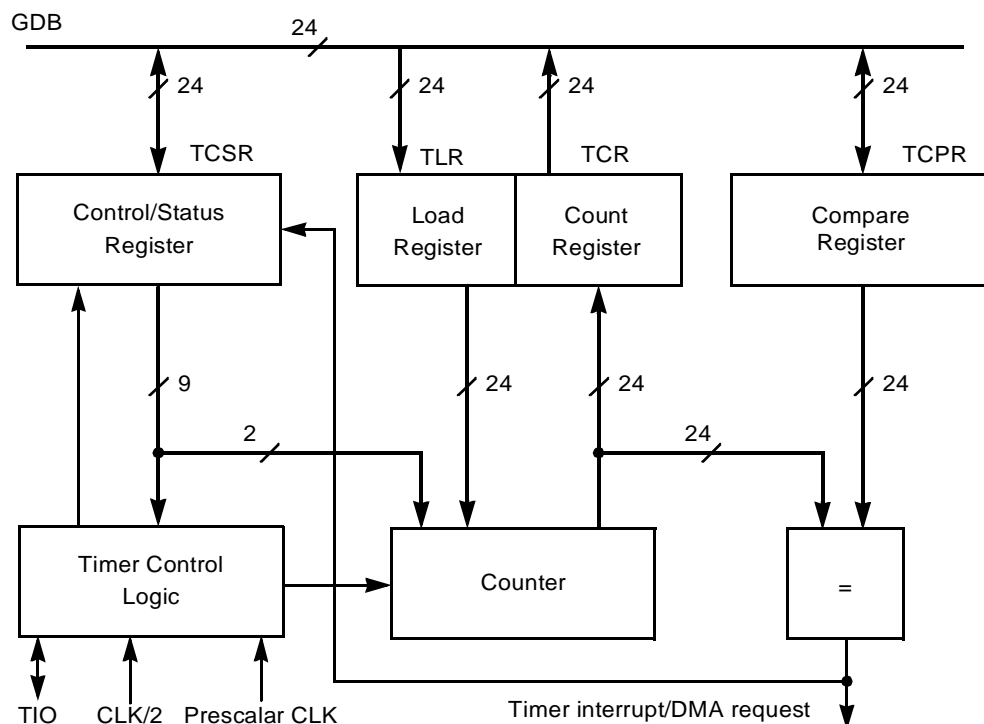 GDB
24
24
24
24
24
TCSR
TLR
TCR
TCPR
Control/Status
Register
Load
Register
Count
Register
Compare
Register
9
24
24
24
2
24
Timer Control
Logic
Counter
=
TIO
CLK/2
Prescalar CLK
Timer interrupt/DMA request